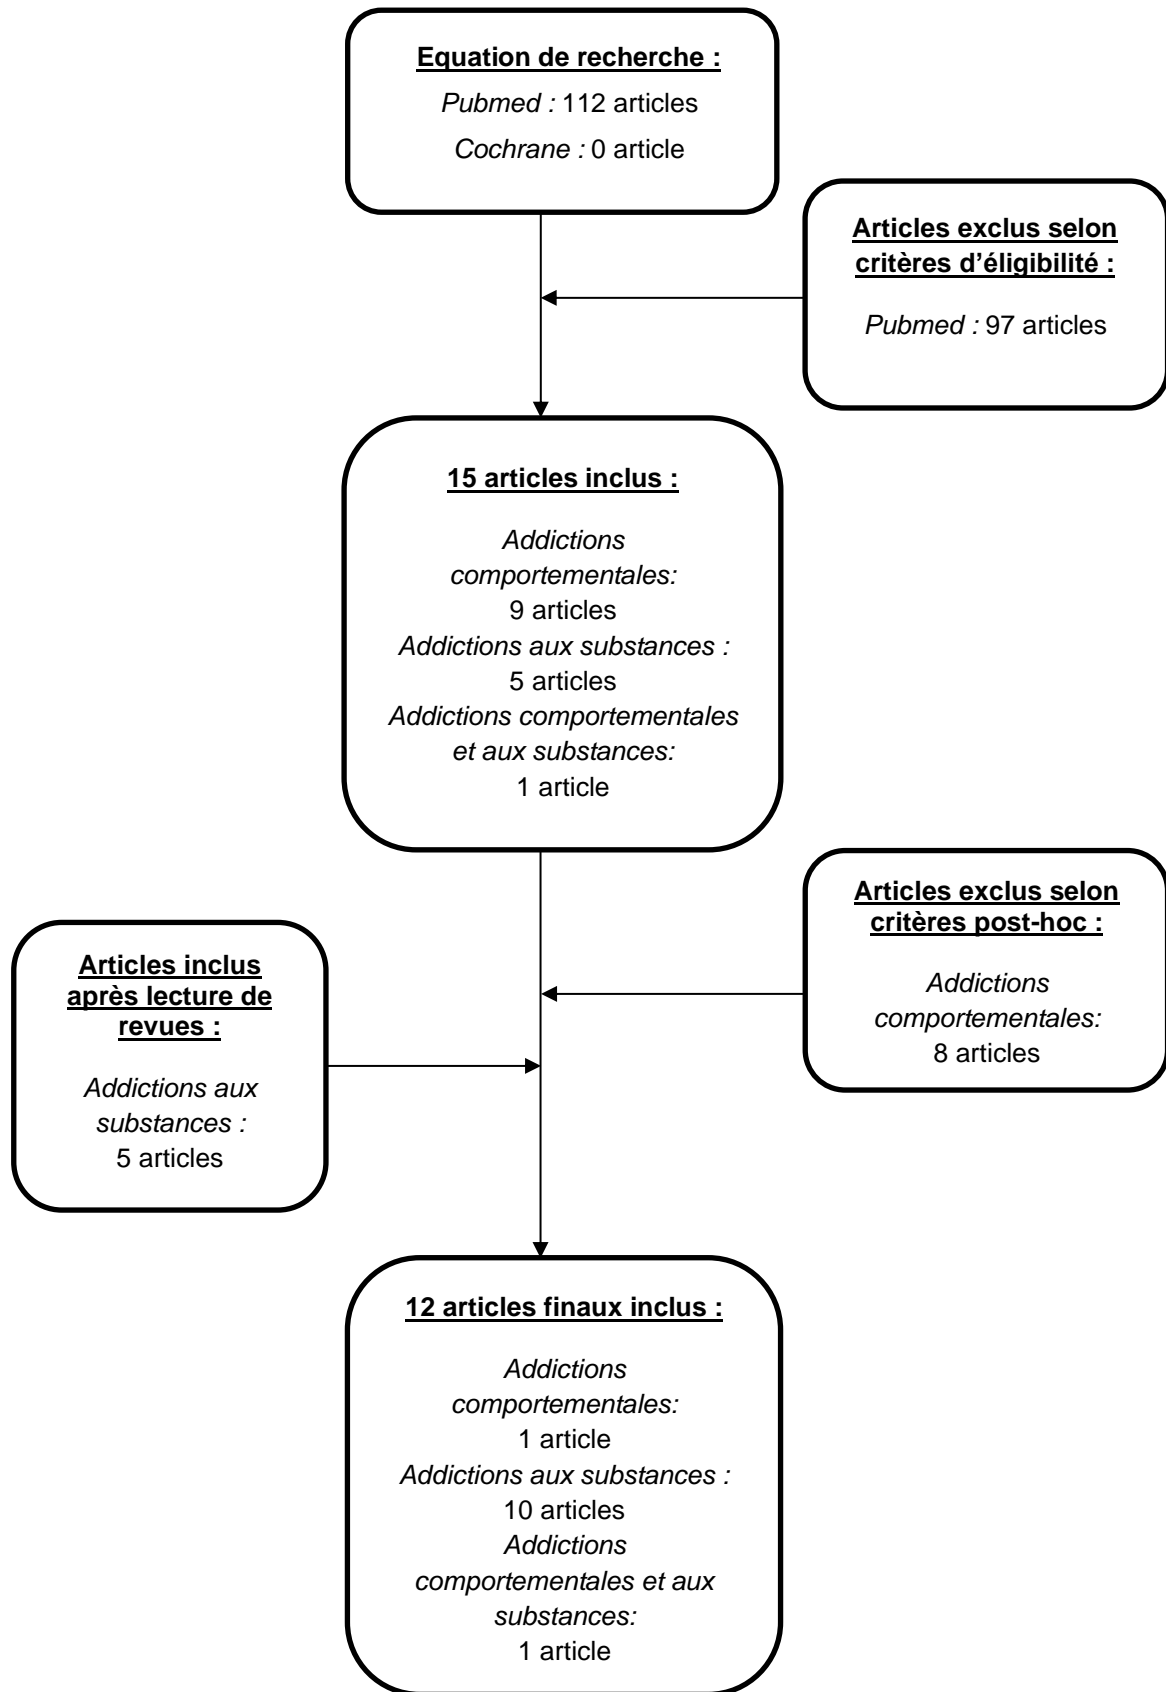 Equation de recherche :
Pubmed : 112 articles
Cochrane : 0 article
Articles exclus selon
critères d’éligibilité :
Pubmed : 97 articles
15 articles inclus :
Addictions
comportementales:
9 articles
Addictions aux substances :
5 articles
Addictions comportementales
et aux substances:
1 article
Articles exclus selon
critères post-hoc :
Addictions
comportementales:
8 articles
Articles inclus
après lecture de
revues :
Addictions aux
substances :
5 articles
12 articles finaux inclus :
Addictions
comportementales:
1 article
Addictions aux substances :
10 articles
Addictions
comportementales et aux
substances:
1 article